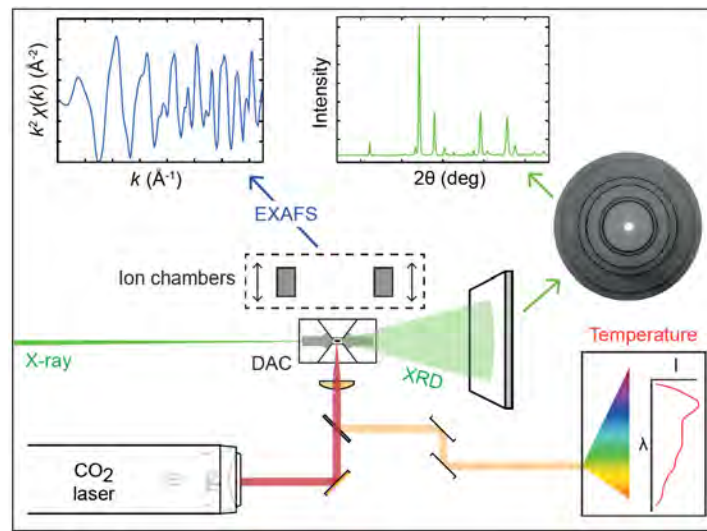 k² χ(k) (Å⁻²)
k (Å⁻¹)
Intensity
2θ (deg)
EXAFS
Ion chambers
X-ray
DAC
XRD
Temperature
I
λ
CO₂
laser